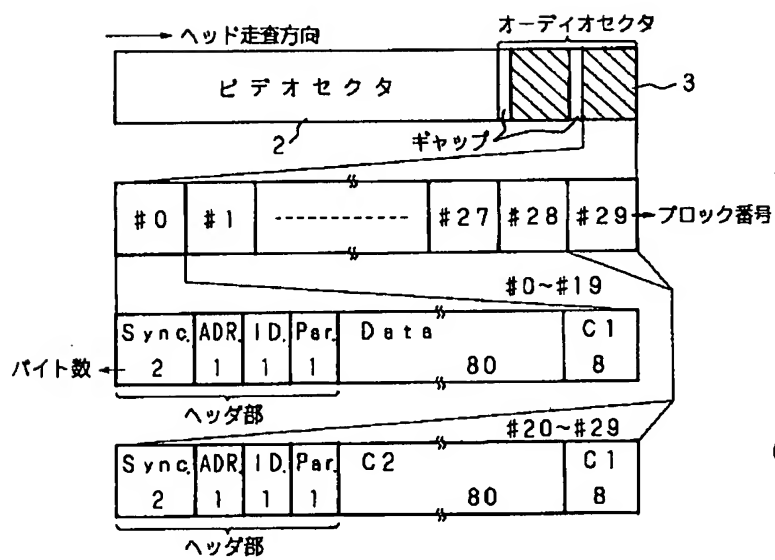 ヘッド走査方向
オーディオセクタ
ビデオセクタ
2
ギャップ
3
#0 #1 #27 #28 #29
ブロック番号
#0~#19
Sync. ADR. ID. Par. Data C1
2 1 1 1 80 8
バイト数
ヘッダ部
#20~#29
Sync. ADR. ID. Par. C2 C1
2 1 1 1 80 8
ヘッダ部